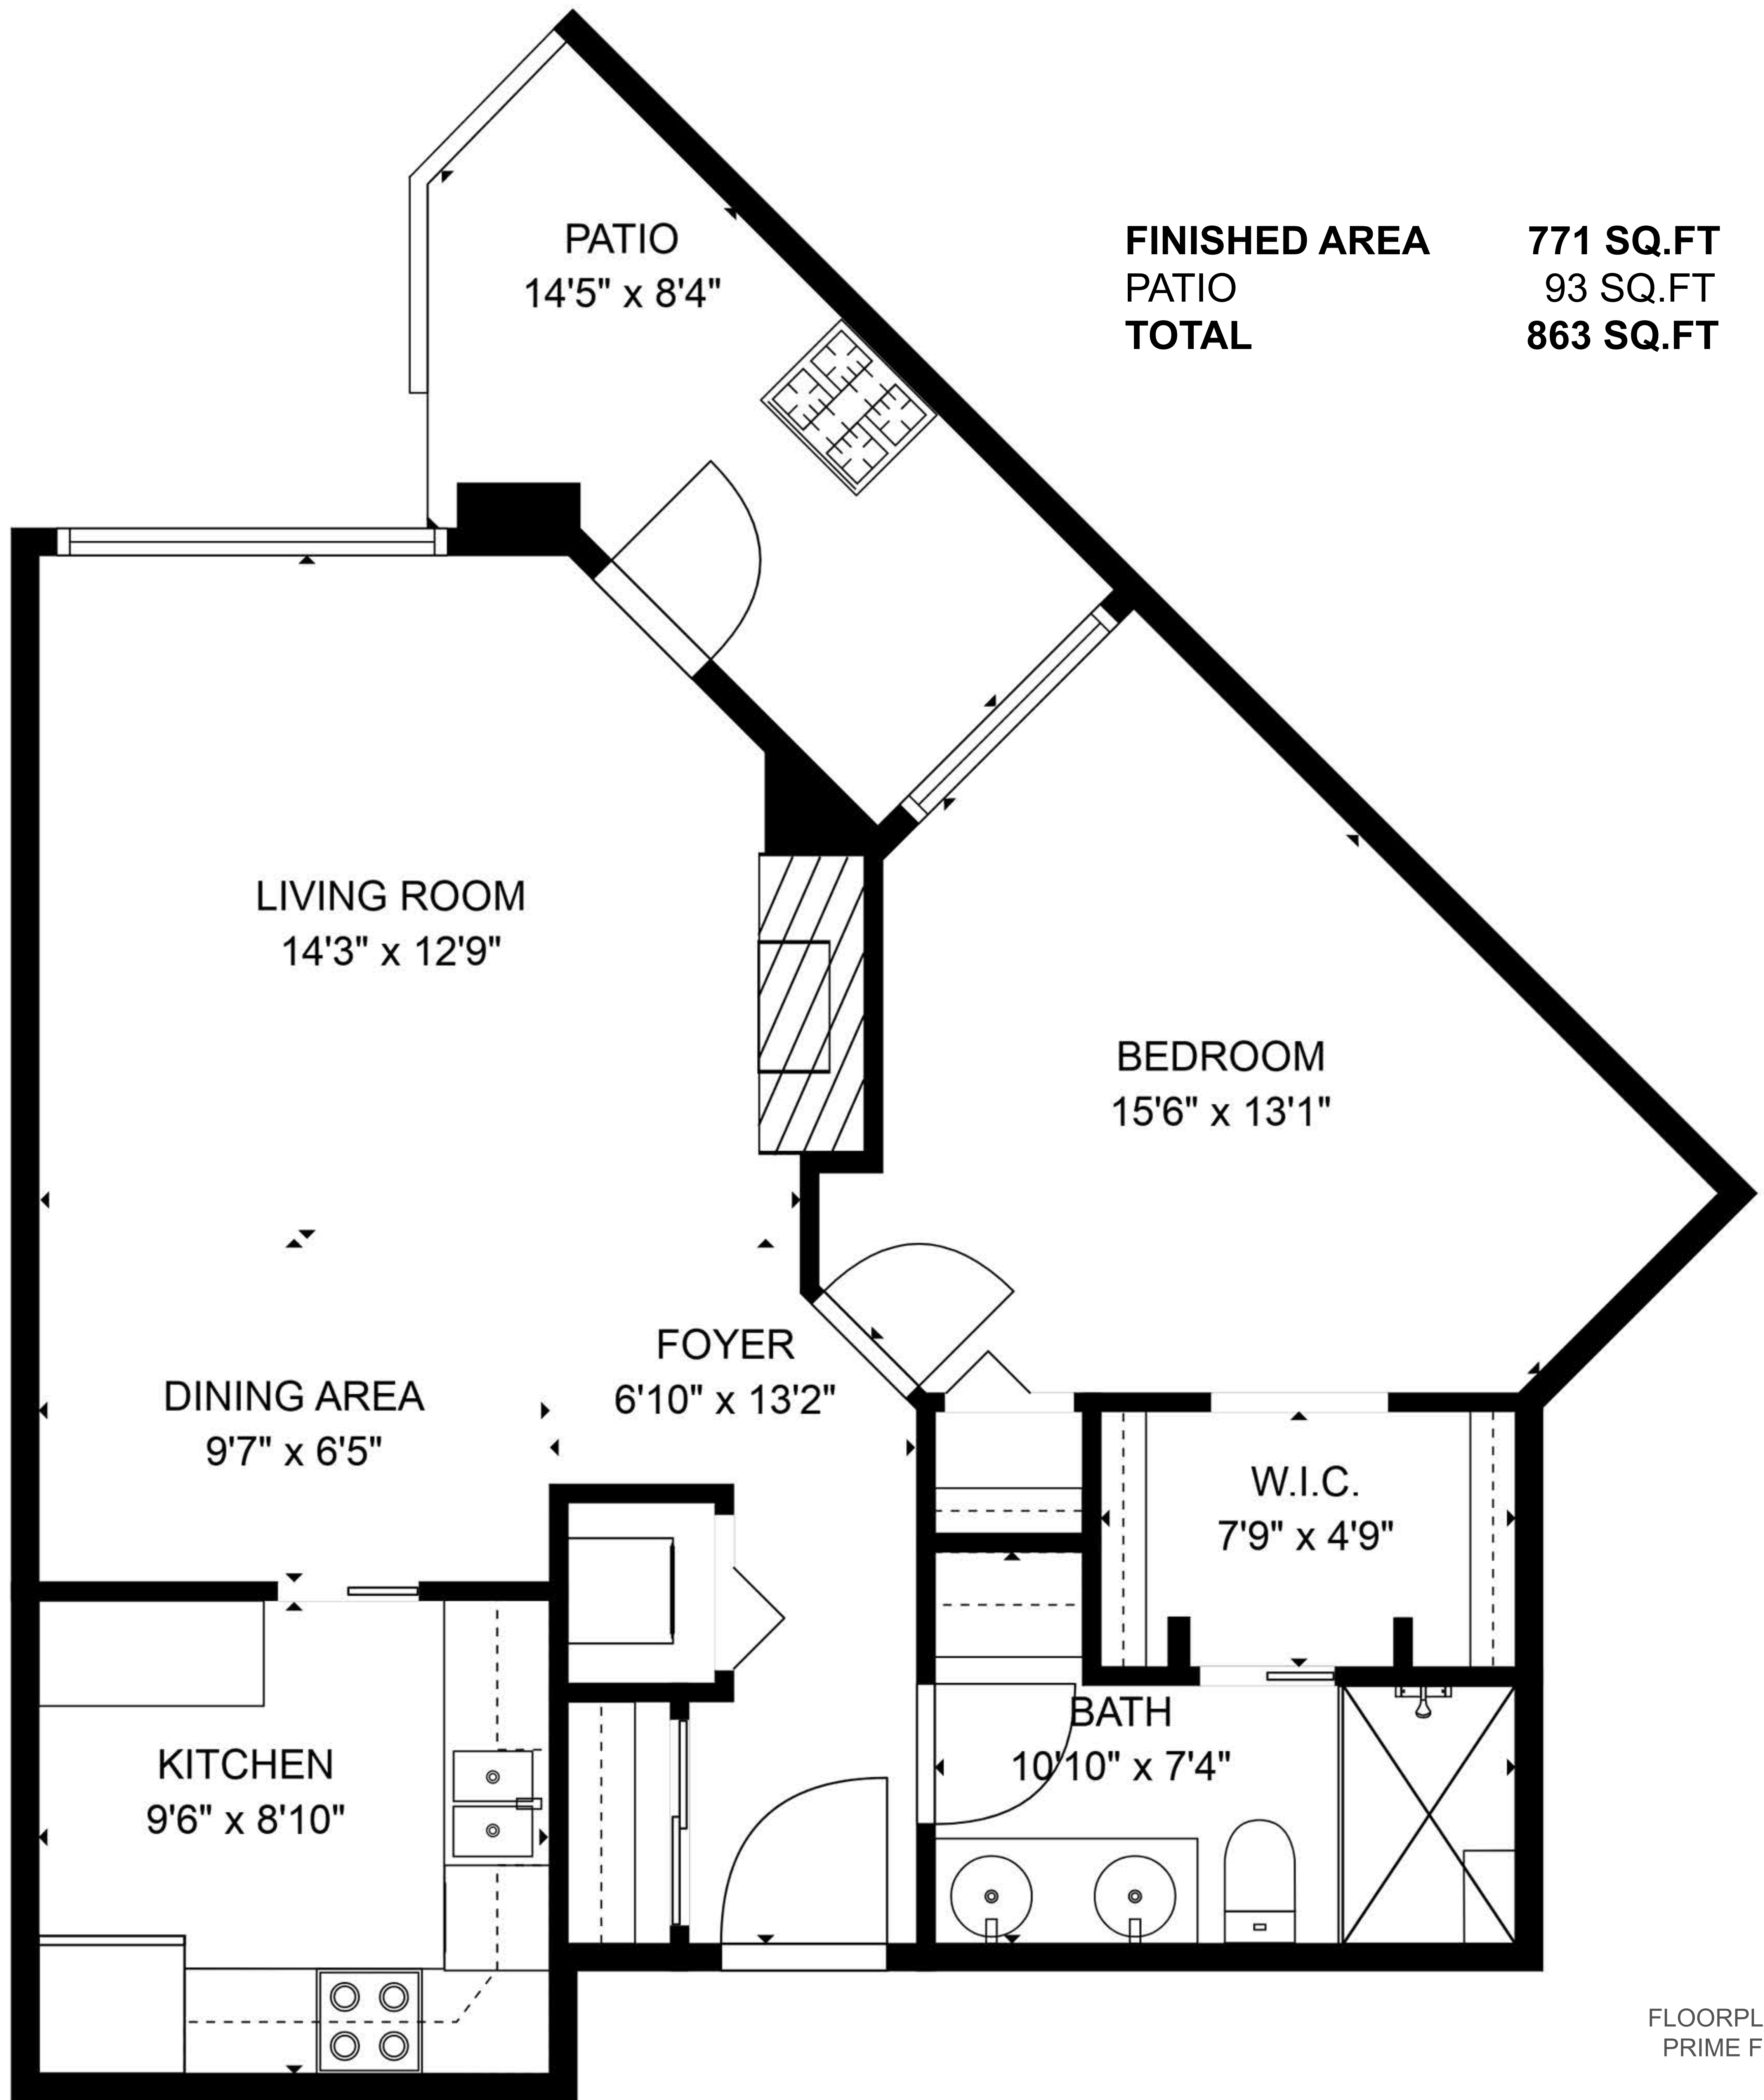 PATIO
14'5" x 8'4"
FINISHED AREA 771 SQ.FT
PATIO 93 SQ.FT
TOTAL 863 SQ.FT
LIVING ROOM
14'3" x 12'9"
BEDROOM
15'6" x 13'1"
FOYER
6'10" x 13'2"
DINING AREA
9'7" x 6'5"
W.I.C.
7'9" x 4'9"
BATH
10'10" x 7'4"
KITCHEN
9'6" x 8'10"
FLOORPL
PRIME F